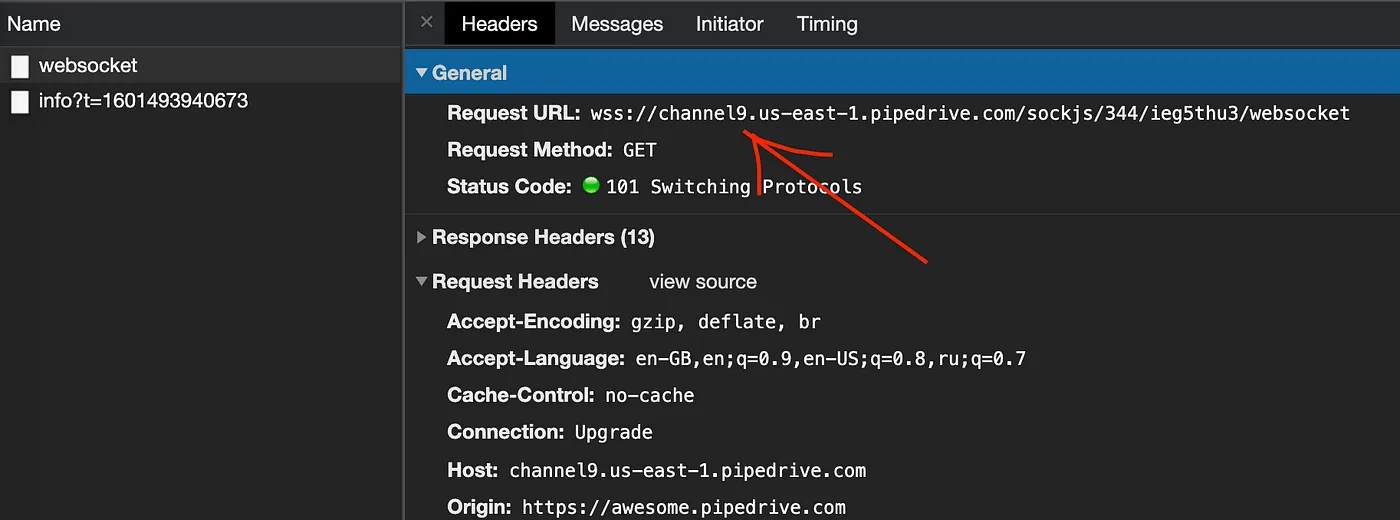 Name
websocket
info?t=1601493940673
× Headers Messages Initiator Timing
General
Request URL: wss://channel9.us-east-1.pipedrive.com/sockjs/344/ieg5thu3/websocket
Request Method: GET
Status Code: 101 Switching Protocols
Response Headers (13)
Request Headers view source
Accept-Encoding: gzip, deflate, br
Accept-Language: en-GB,en;q=0.9,en-US;q=0.8,ru;q=0.7
Cache-Control: no-cache
Connection: Upgrade
Host: channel9.us-east-1.pipedrive.com
Origin: https://awesome.pipedrive.com